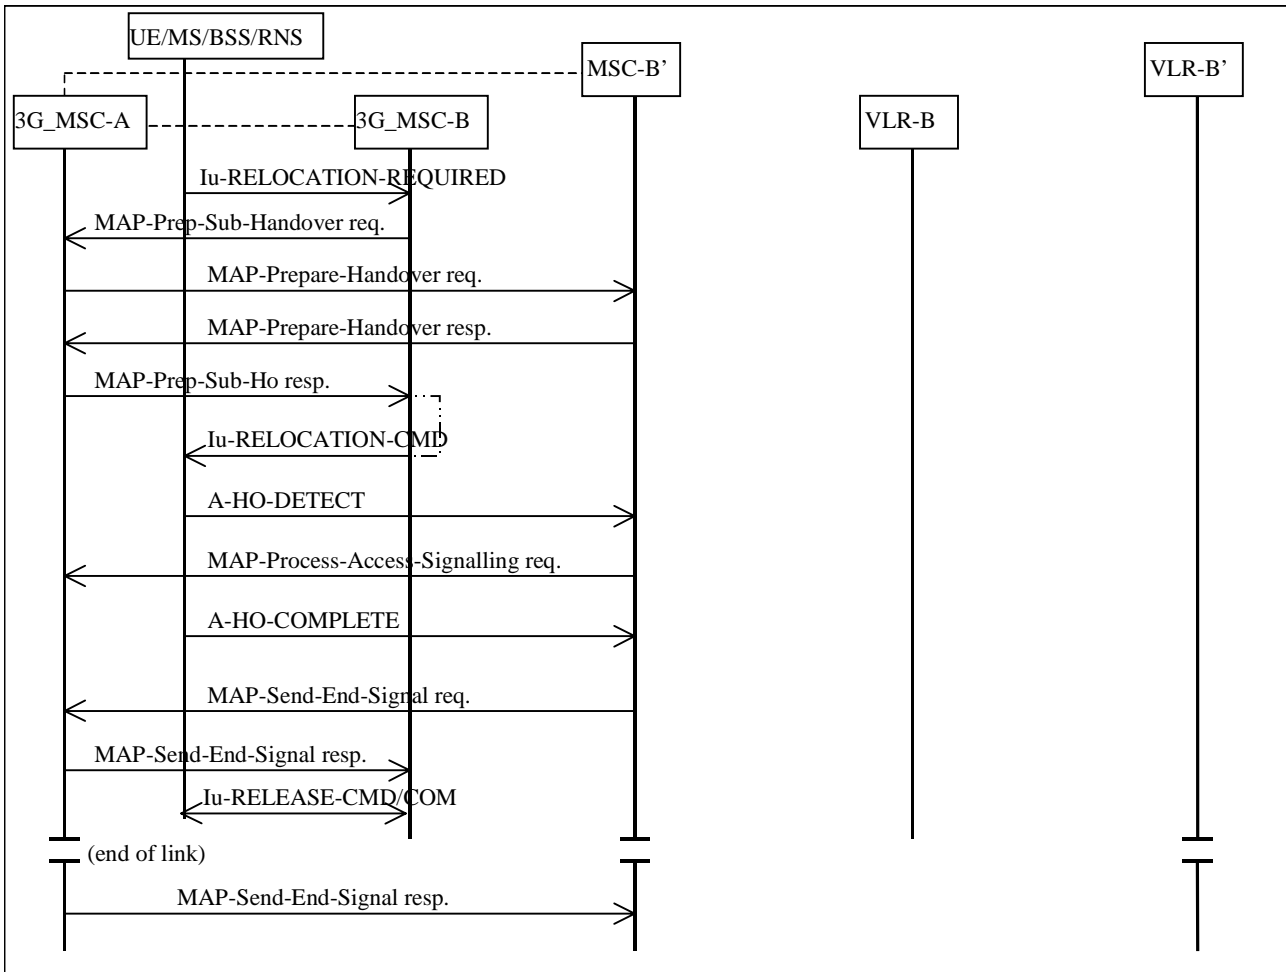 UE/MS/BSS/RNS
MSC-B’
VLR-B’
3G_MSC-A
3G_MSC-B
VLR-B
Iu-RELOCATION-REQUIRED
MAP-Prep-Sub-Handover req.
MAP-Prepare-Handover req.
MAP-Prepare-Handover resp.
MAP-Prep-Sub-Ho resp.
Iu-RELOCATION-CMD
A-HO-DETECT
MAP-Process-Access-Signalling req.
A-HO-COMPLETE
MAP-Send-End-Signal req.
MAP-Send-End-Signal resp.
Iu-RELEASE-CMD/COM
(end of link)
MAP-Send-End-Signal resp.